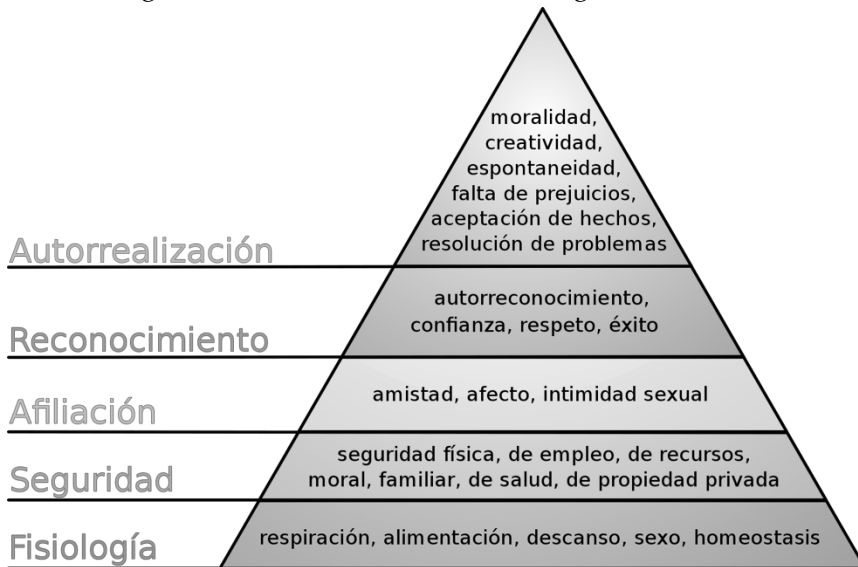 moralidad,
creatividad,
espontaneidad,
falta de prejuicios,
aceptación de hechos,
resolución de problemas
Autorrealización
autorreconocimiento,
confianza, respeto, éxito
Reconocimiento
amistad, afecto, intimidad sexual
Afiliación
seguridad física, de empleo, de recursos,
moral, familiar, de salud, de propiedad privada
Seguridad
respiración, alimentación, descanso, sexo, homeostasis
Fisiología